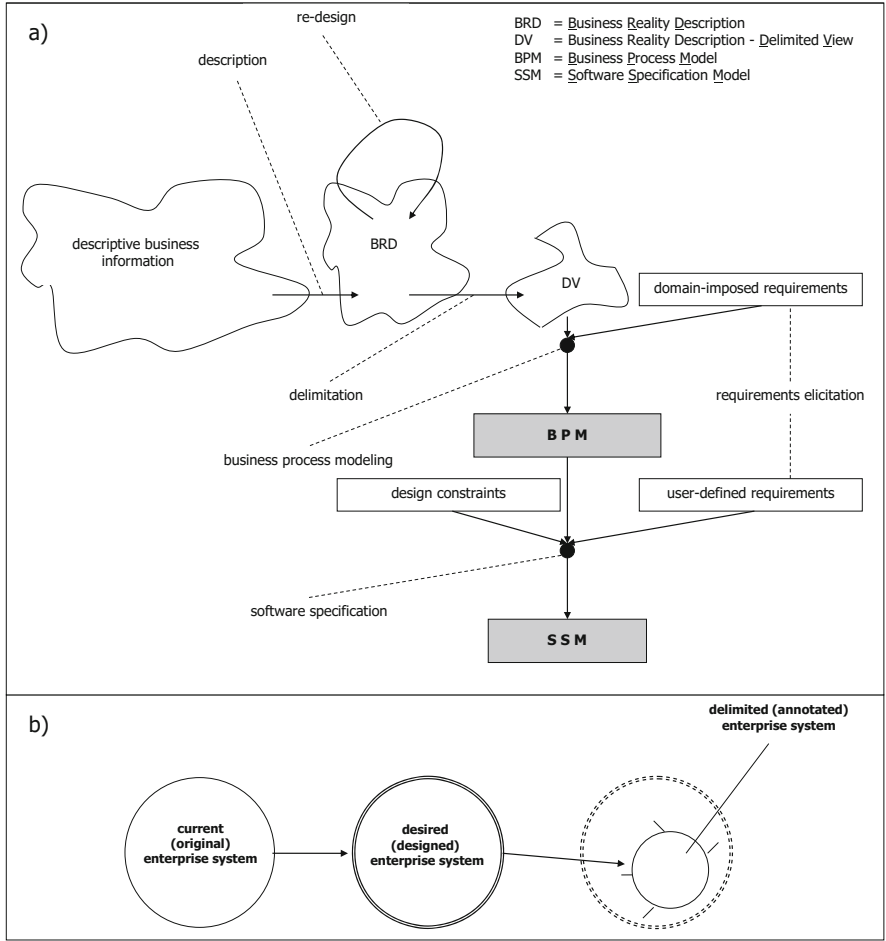 a)
re-design
BRD = Business Reality Description
DV = Business Reality Description - Delimited View
BPM = Business Process Model
SSM = Software Specification Model
description
descriptive business
information
BRD
DV
domain-imposed requirements
delimitation
requirements elicitation
BPM
business process modeling
design constraints
user-defined requirements
software specification
SSM
b)
delimited (annotated)
enterprise system
current
(original)
enterprise system
desired
(designed)
enterprise system